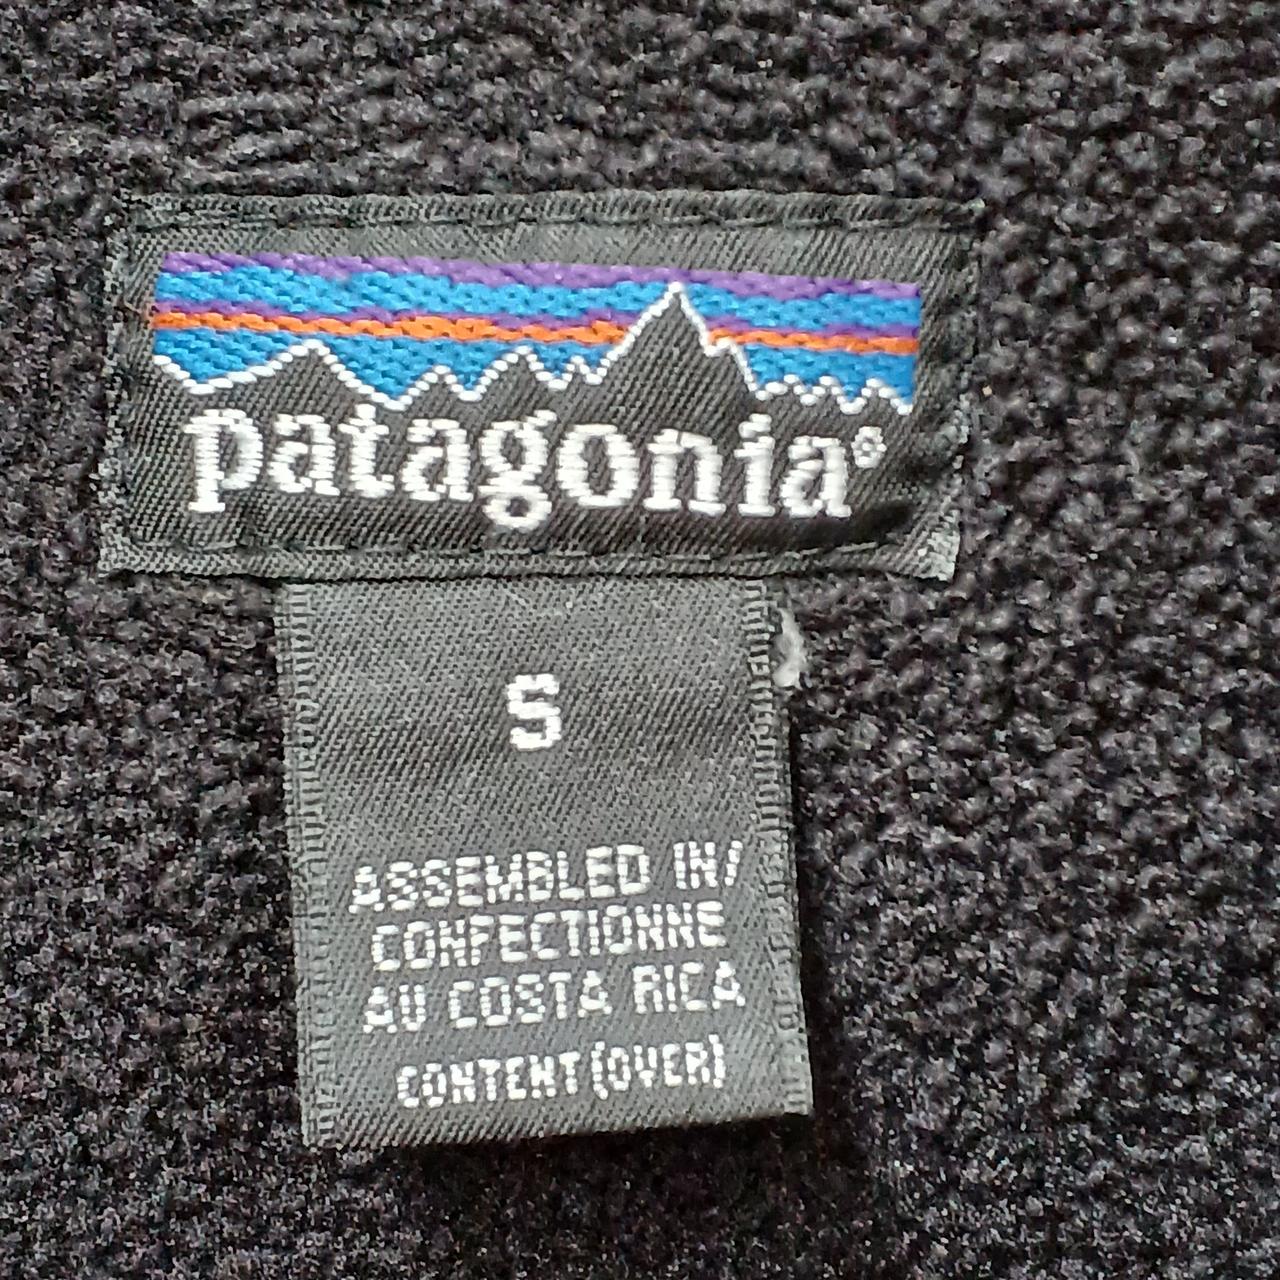 patagonia®
S
ASSEMBLED IN/
CONFECTIONNE
AU COSTA RICA
CONTENT (OVER)